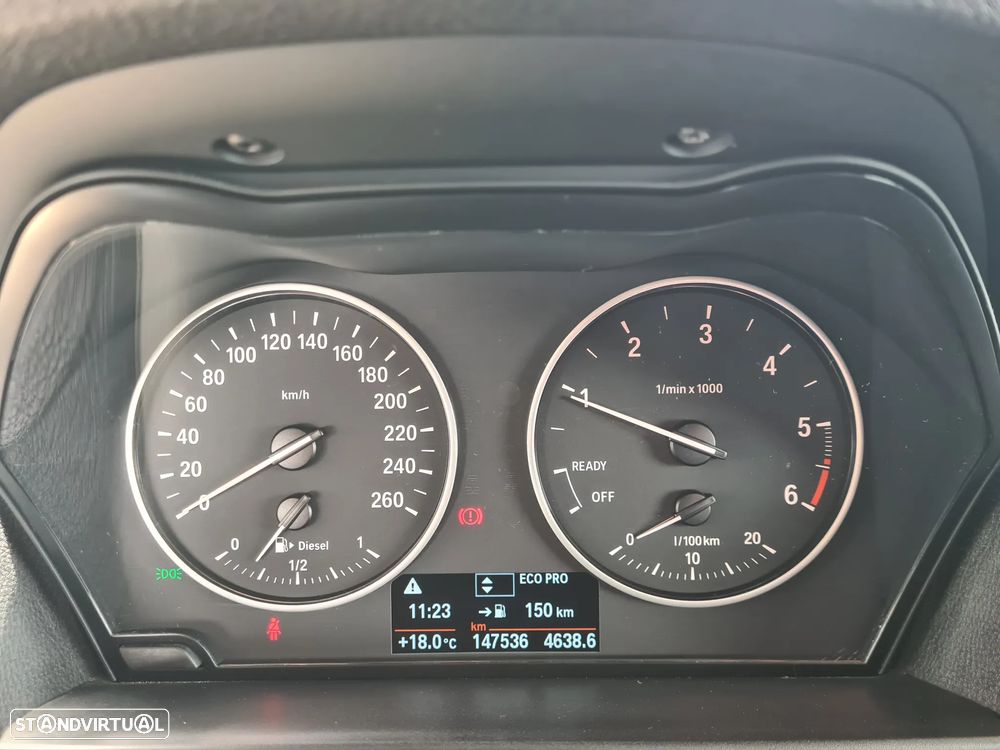 0 20 40 60 80 100 120 140 160 180 200 220 240 260
km/h
0 1/2 1
Diesel
1 2 3 4 5 6
1/min x 1000
READY
OFF
0 10 20
l/100km
ECO PRO
11:23 150 km
km
+18.0°C 147536 4638.6
STANDVIRTUAL